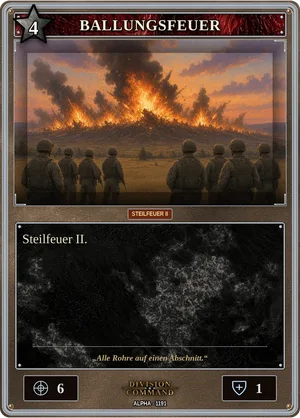 4
BALLUNGSFEUER
STEILFEUER II
Steilfeuer II.
„Alle Rohre auf einen Abschnitt.“
6
DIVISION
COMMAND
ALPHA · 1191
1